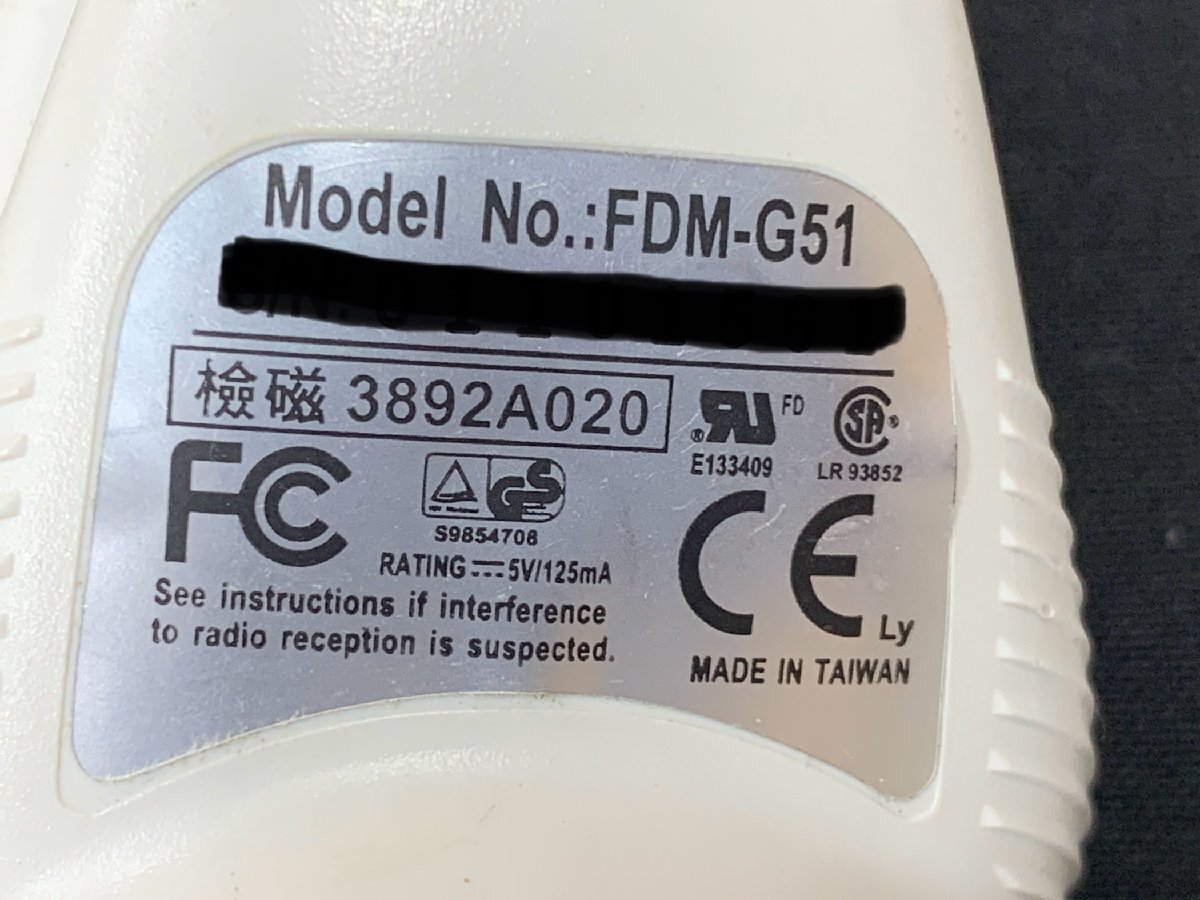 Model No.:FDM-G51
檢磁 3892A020
FD
E133409
LR 93852
FC
S9854708
RATING⎓5V/125mA
CE
Ly
See instructions if interference
to radio reception is suspected.
MADE IN TAIWAN